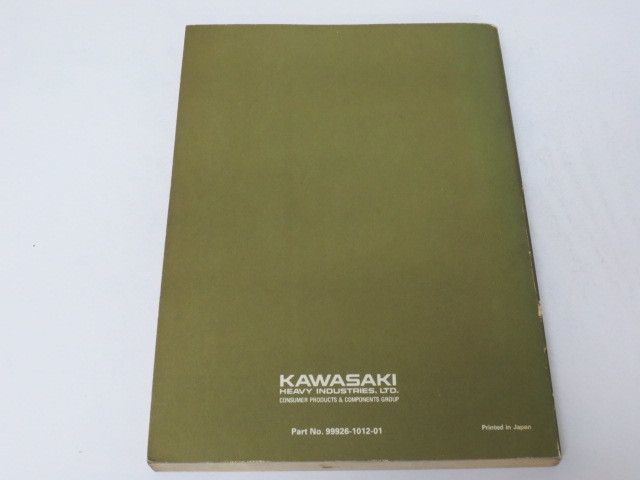 KAWASAKI
HEAVY INDUSTRIES, LTD.
CONSUMER PRODUCTS & COMPONENTS GROUP
Part No. 99926-1012-01
Printed in Japan